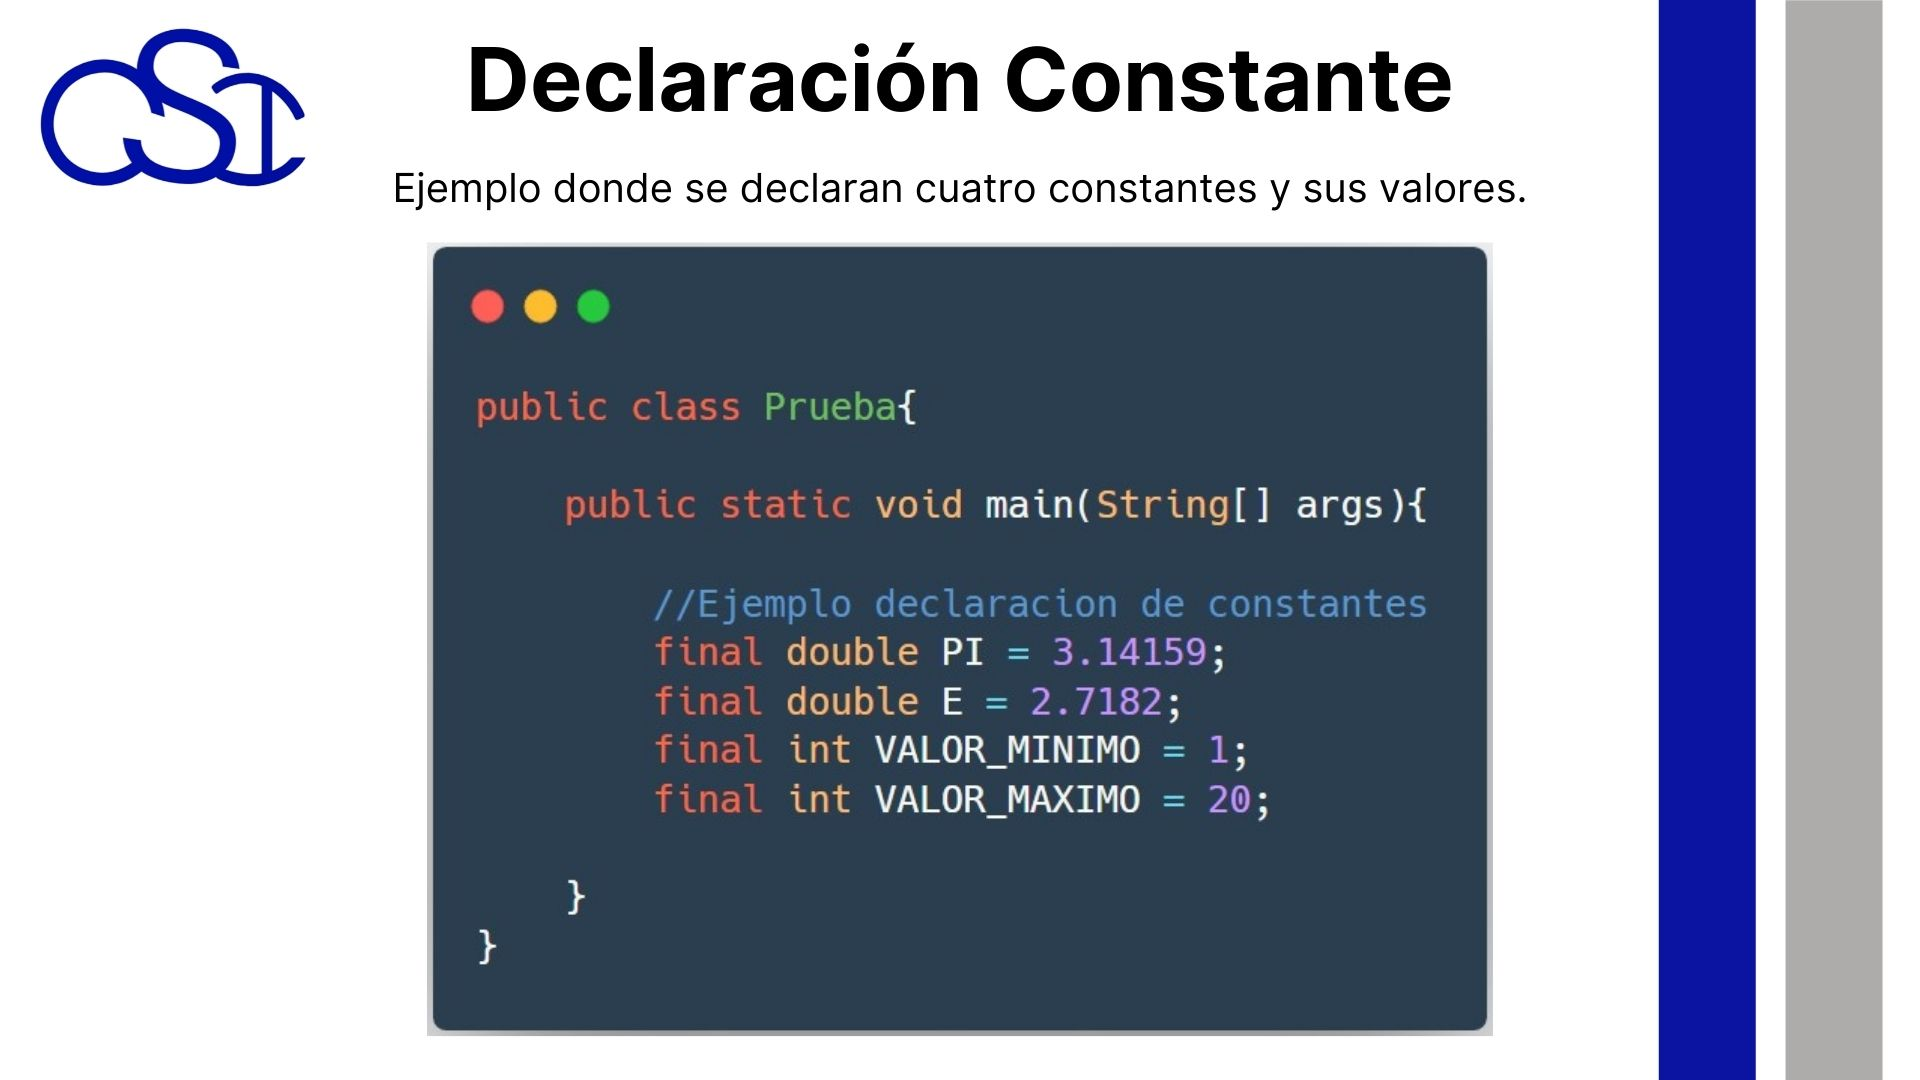 CSI
Declaración Constante
Ejemplo donde se declaran cuatro constantes y sus valores.
public class Prueba{
public static void main(String[] args){
//Ejemplo declaracion de constantes
final double PI = 3.14159;
final double E = 2.7182;
final int VALOR_MINIMO = 1;
final int VALOR_MAXIMO = 20;
}
}